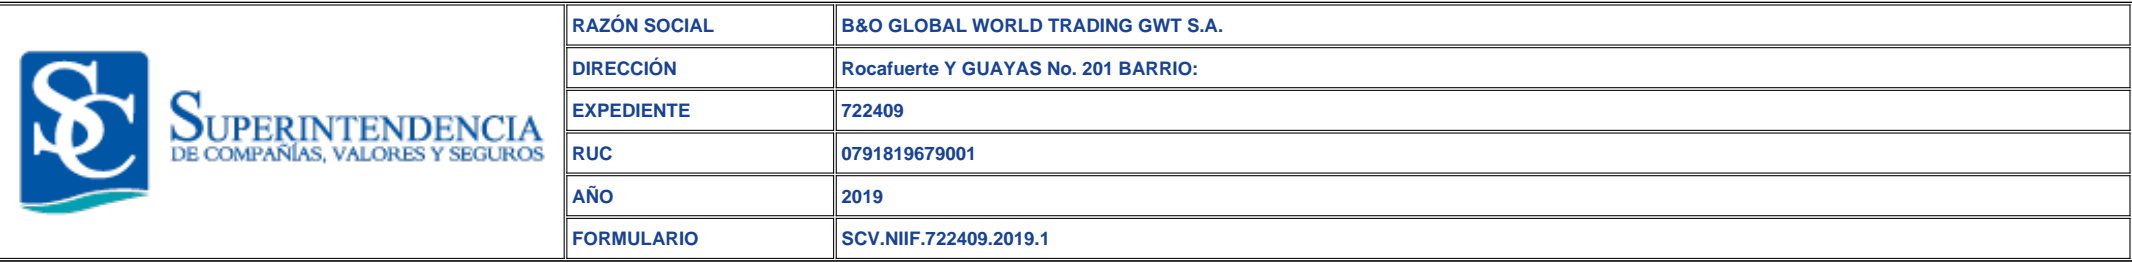 SC
SUPERINTENDENCIA
DE COMPAÑÍAS, VALORES Y SEGUROS
RAZÓN SOCIAL B&O GLOBAL WORLD TRADING GWT S.A.
DIRECCIÓN Rocafuerte Y GUAYAS No. 201 BARRIO:
EXPEDIENTE 722409
RUC 0791819679001
AÑO 2019
FORMULARIO SCV.NIIF.722409.2019.1